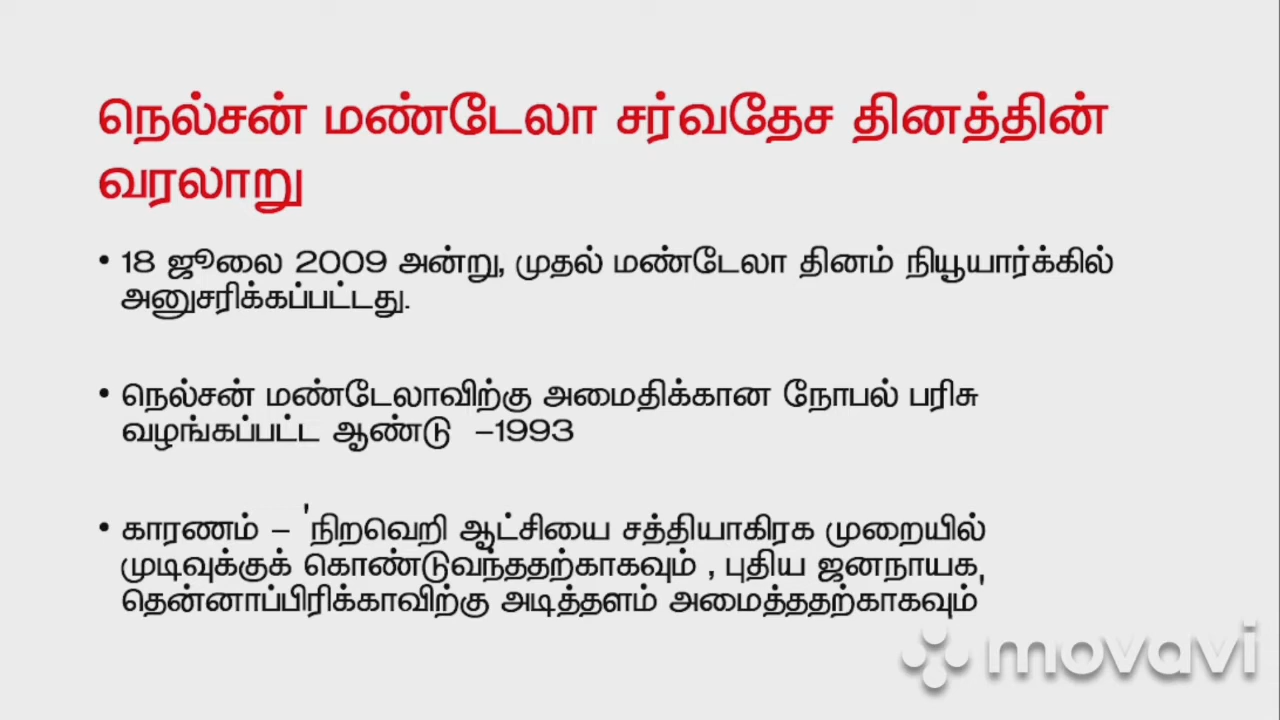 நெல்சன் மண்டேலா சர்வதேச தினத்தின்
வரலாறு
• 18 ஜூலை 2009 அன்று, முதல் மண்டேலா தினம் நியூயார்க்கில்
அனுசரிக்கப்பட்டது.
• நெல்சன் மண்டேலாவிற்கு அமைதிக்கான நோபல் பரிசு
வழங்கப்பட்ட ஆண்டு –1993
• காரணம் – 'நிறவெறி ஆட்சியை சத்தியாகிரக முறையில்
முடிவுக்குக் கொண்டுவந்ததற்காகவும் , புதிய ஜனநாயக,
தென்னாப்பிரிக்காவிற்கு அடித்தளம் அமைத்ததற்காகவும்'
movavi